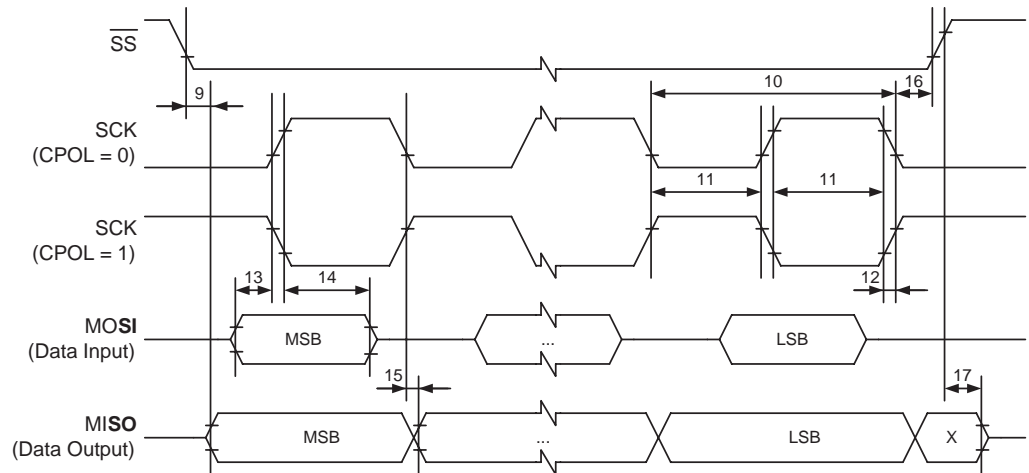 SS
10
9
16
SCK
(CPOL = 0)
11
11
SCK
(CPOL = 1)
13
14
12
MOSI
(Data Input)
MSB
...
LSB
15
17
MISO
(Data Output)
MSB
...
LSB
X